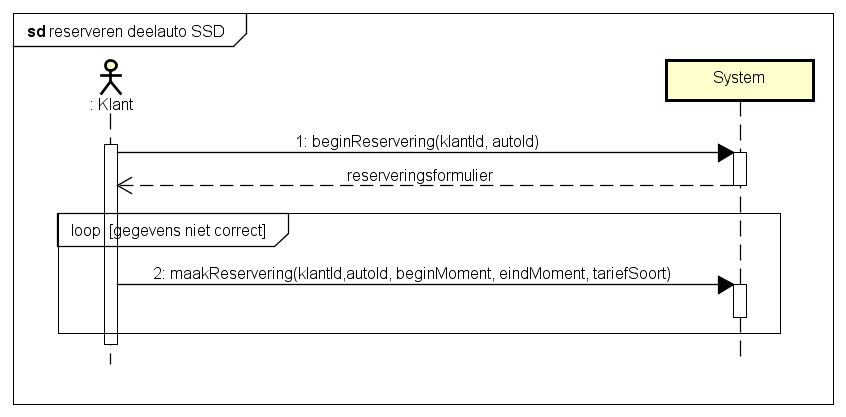 sd reserveren deelauto SSD
System
: Klant
1: beginReservering(klantId, autoId)
reserveringsformulier
loop [gegevens niet correct]
2: maakReservering(klantId,autoId, beginMoment, eindMoment, tariefSoort)